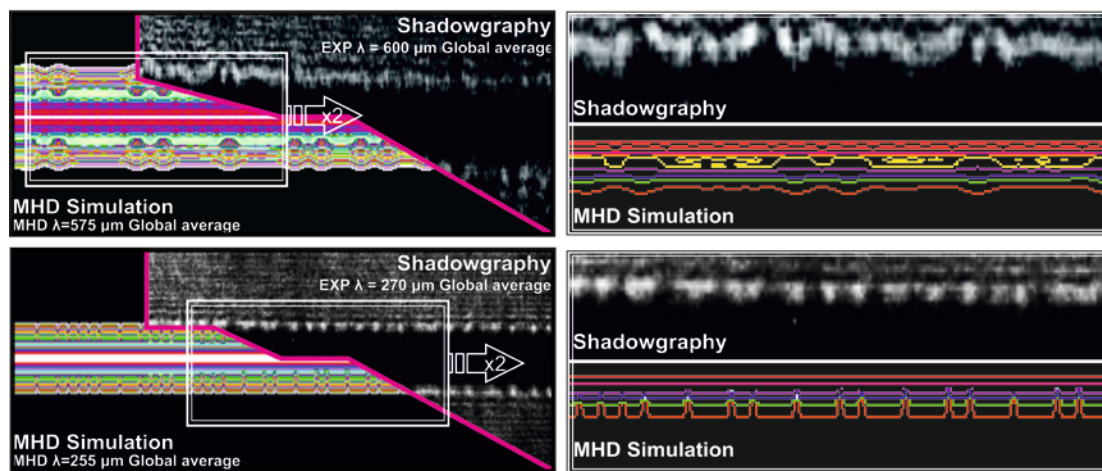 Shadowgraphy
EXP λ = 600 μm Global average
x2
MHD Simulation
MHD λ=575 μm Global average
Shadowgraphy
MHD Simulation
Shadowgraphy
EXP λ = 270 μm Global average
x2
MHD Simulation
MHD λ=255 μm Global average
Shadowgraphy
MHD Simulation